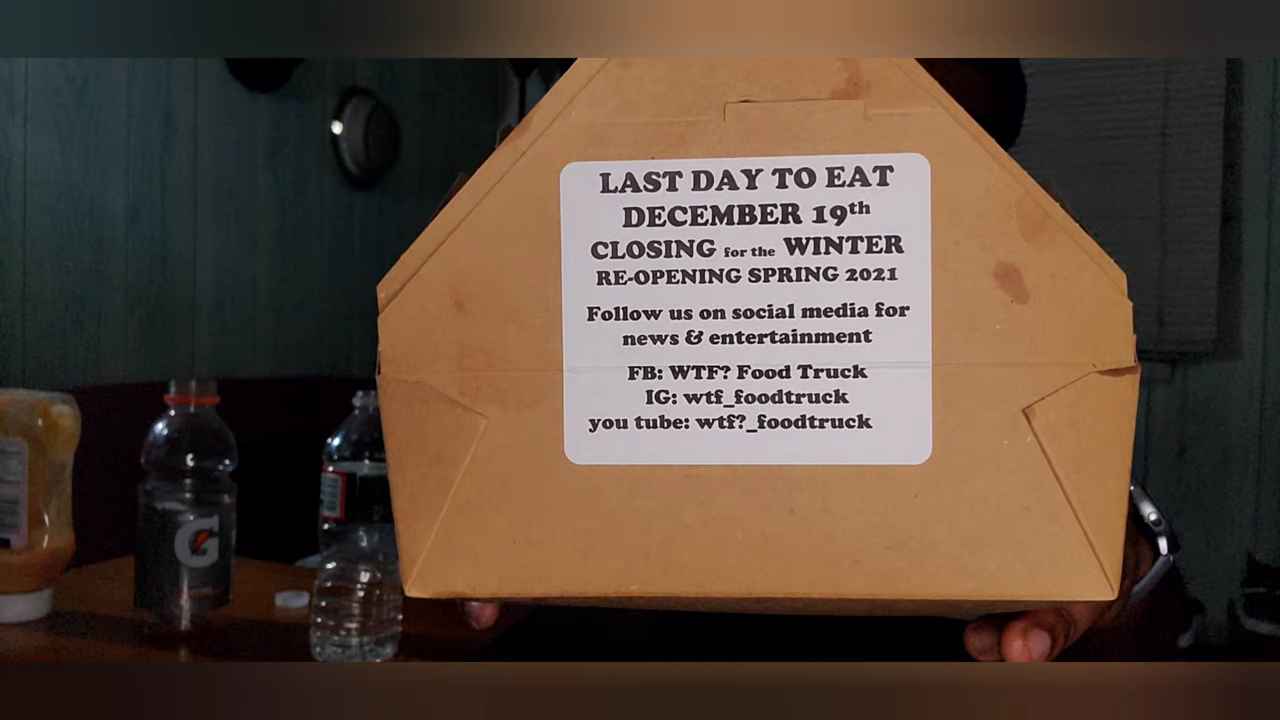 LAST DAY TO EAT
DECEMBER 19th
CLOSING for the WINTER
RE-OPENING SPRING 2021
Follow us on social media for
news & entertainment
FB: WTF? Food Truck
IG: wtf_foodtruck
you tube: wtf?_foodtruck
G